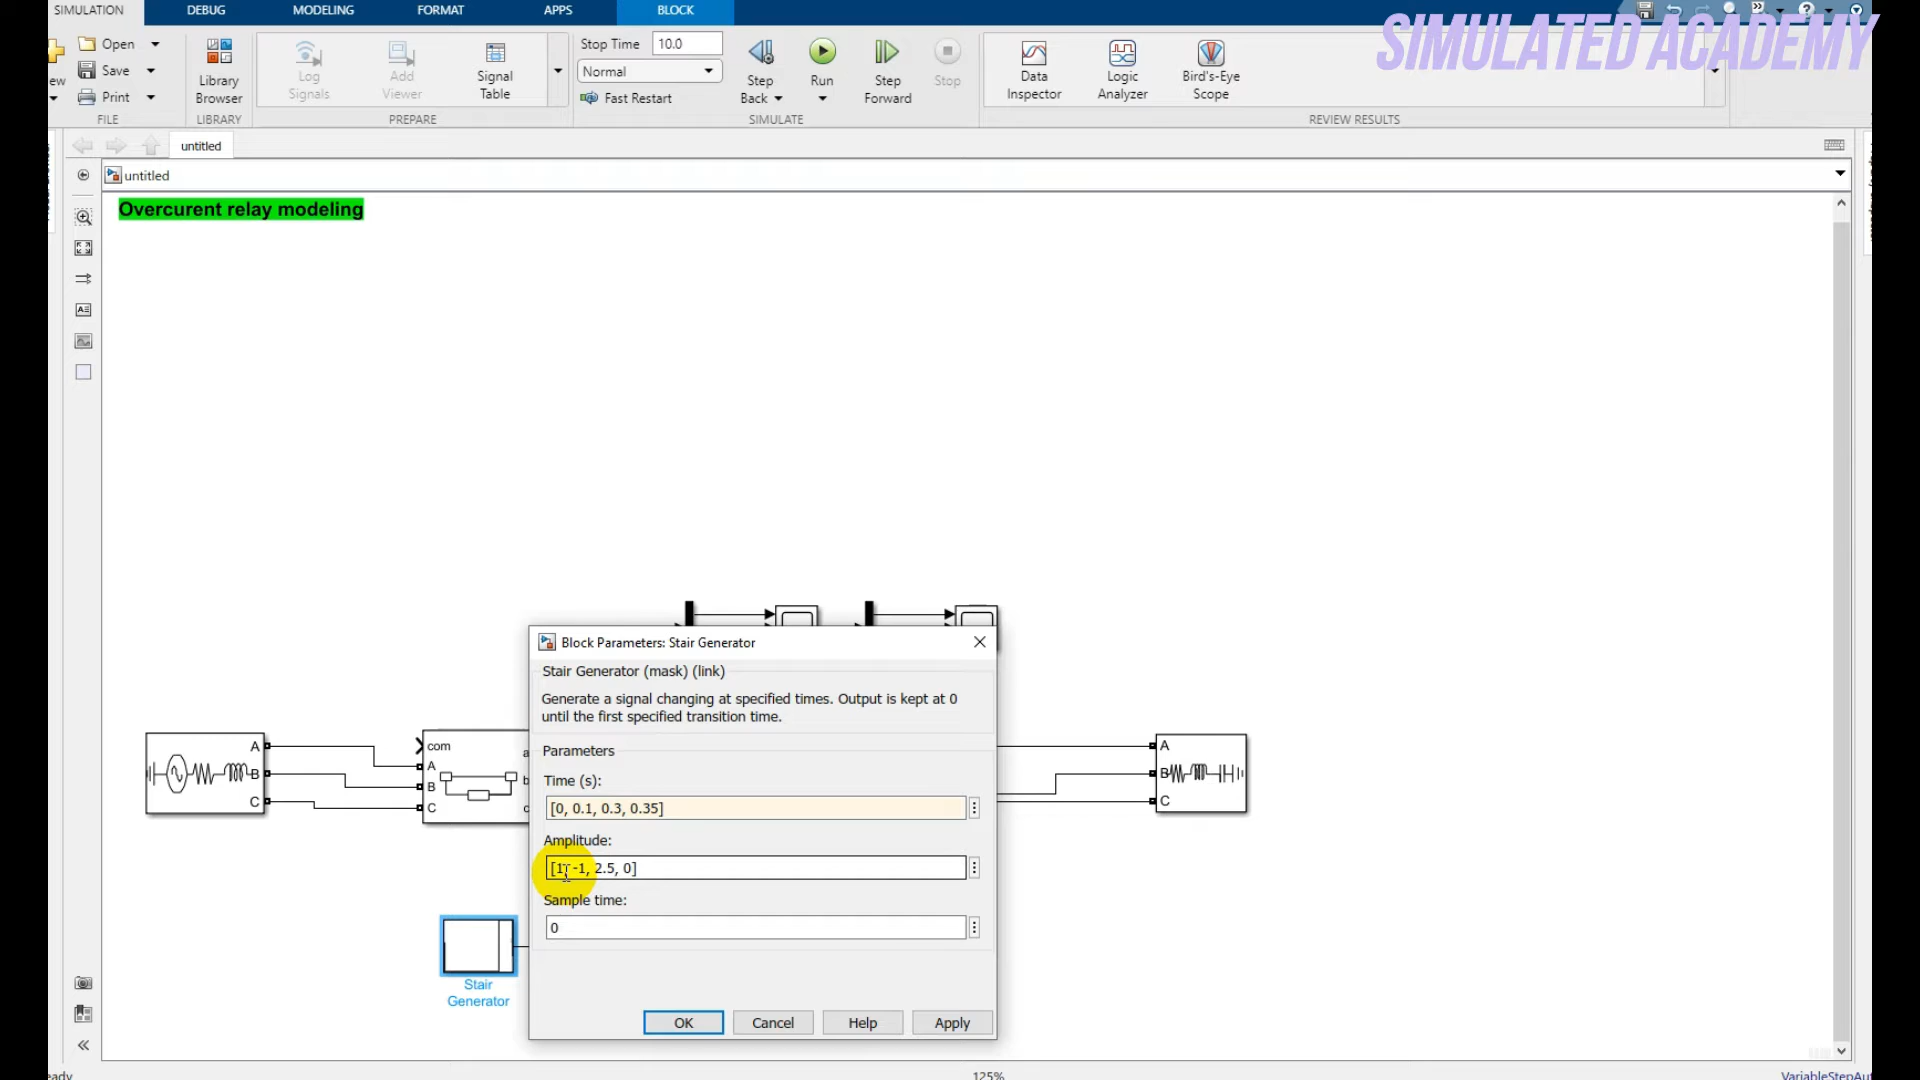 SIMULATION
DEBUG
MODELING
FORMAT
APPS
BLOCK
SIMULATED ACADEMY
Open
Save
Print
FILE
Library
Browser
LIBRARY
Log
Signals
Add
Viewer
Signal
Table
PREPARE
Stop Time 10.0
Normal
Fast Restart
Step
Back
Run
Step
Forward
Stop
SIMULATE
Data
Inspector
Logic
Analyzer
Bird's-Eye
Scope
REVIEW RESULTS
untitled
untitled
Overcurent relay modeling
Block Parameters: Stair Generator
Stair Generator (mask) (link)
Generate a signal changing at specified times. Output is kept at 0
until the first specified transition time.
Parameters
Time (s):
[0, 0.1, 0.3, 0.35]
Amplitude:
[1, -1, 2.5, 0]
Sample time:
0
OK
Cancel
Help
Apply
A
B
C
com
A
B
C
a
b
c
A
B
C
Stair
Generator
125%